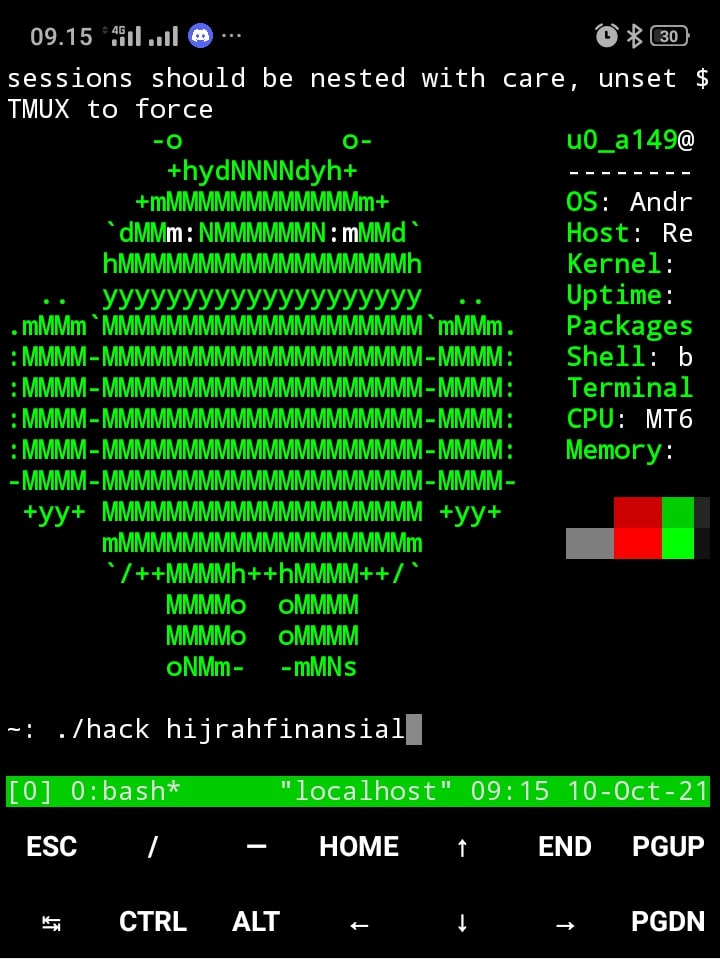 09.15 4G ··· 30
sessions should be nested with care, unset $
TMUX to force
         -o          o-            u0_a149@
          +hydNNNNdyh+             --------
        +mMMMMMMMMMMMMm+           OS: Andr
      `dMMm:NMMMMMMN:mMMd`         Host: Re
      hMMMMMMMMMMMMMMMMMMh         Kernel:
  ..  yyyyyyyyyyyyyyyyyyyy  ..     Uptime:
.mMMm`MMMMMMMMMMMMMMMMMMMM`mMMm.   Packages
:MMMM-MMMMMMMMMMMMMMMMMMMM-MMMM:   Shell: b
:MMMM-MMMMMMMMMMMMMMMMMMMM-MMMM:   Terminal
:MMMM-MMMMMMMMMMMMMMMMMMMM-MMMM:   CPU: MT6
:MMMM-MMMMMMMMMMMMMMMMMMMM-MMMM:   Memory:
-MMMM-MMMMMMMMMMMMMMMMMMMM-MMMM-
 +yy+ MMMMMMMMMMMMMMMMMMMM +yy+
      mMMMMMMMMMMMMMMMMMMm
      `/++MMMMh++hMMMM++/`
          MMMMo  oMMMM
          MMMMo  oMMMM
          oNMm-  -mMNs
~: ./hack hijrahfinansial
[0] 0:bash* "localhost" 09:15 10-Oct-21
ESC / — HOME ↑ END PGUP
↹ CTRL ALT ← ↓ → PGDN